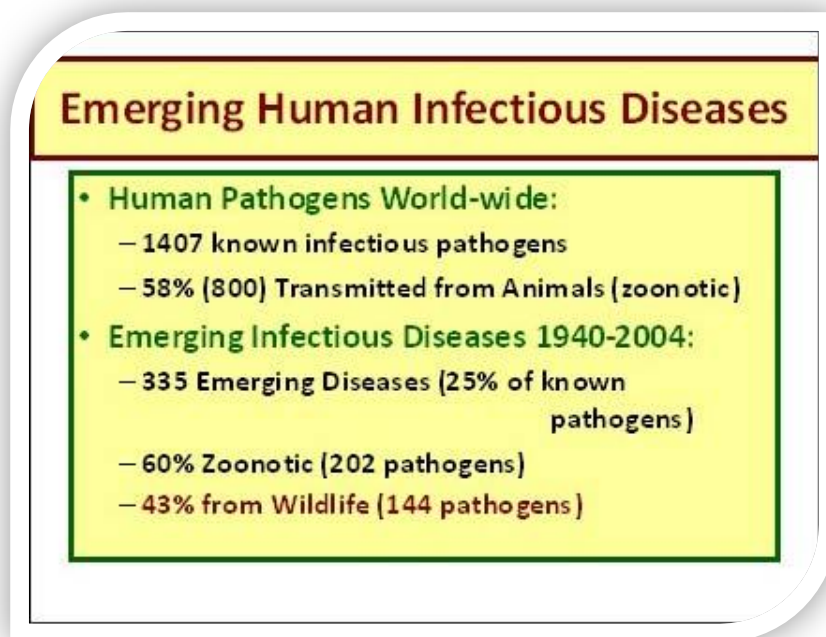 Emerging Human Infectious Diseases
• Human Pathogens World-wide:
– 1407 known infectious pathogens
– 58% (800) Transmitted from Animals (zoonotic)
• Emerging Infectious Diseases 1940-2004:
– 335 Emerging Diseases (25% of known
pathogens)
– 60% Zoonotic (202 pathogens)
– 43% from Wildlife (144 pathogens)